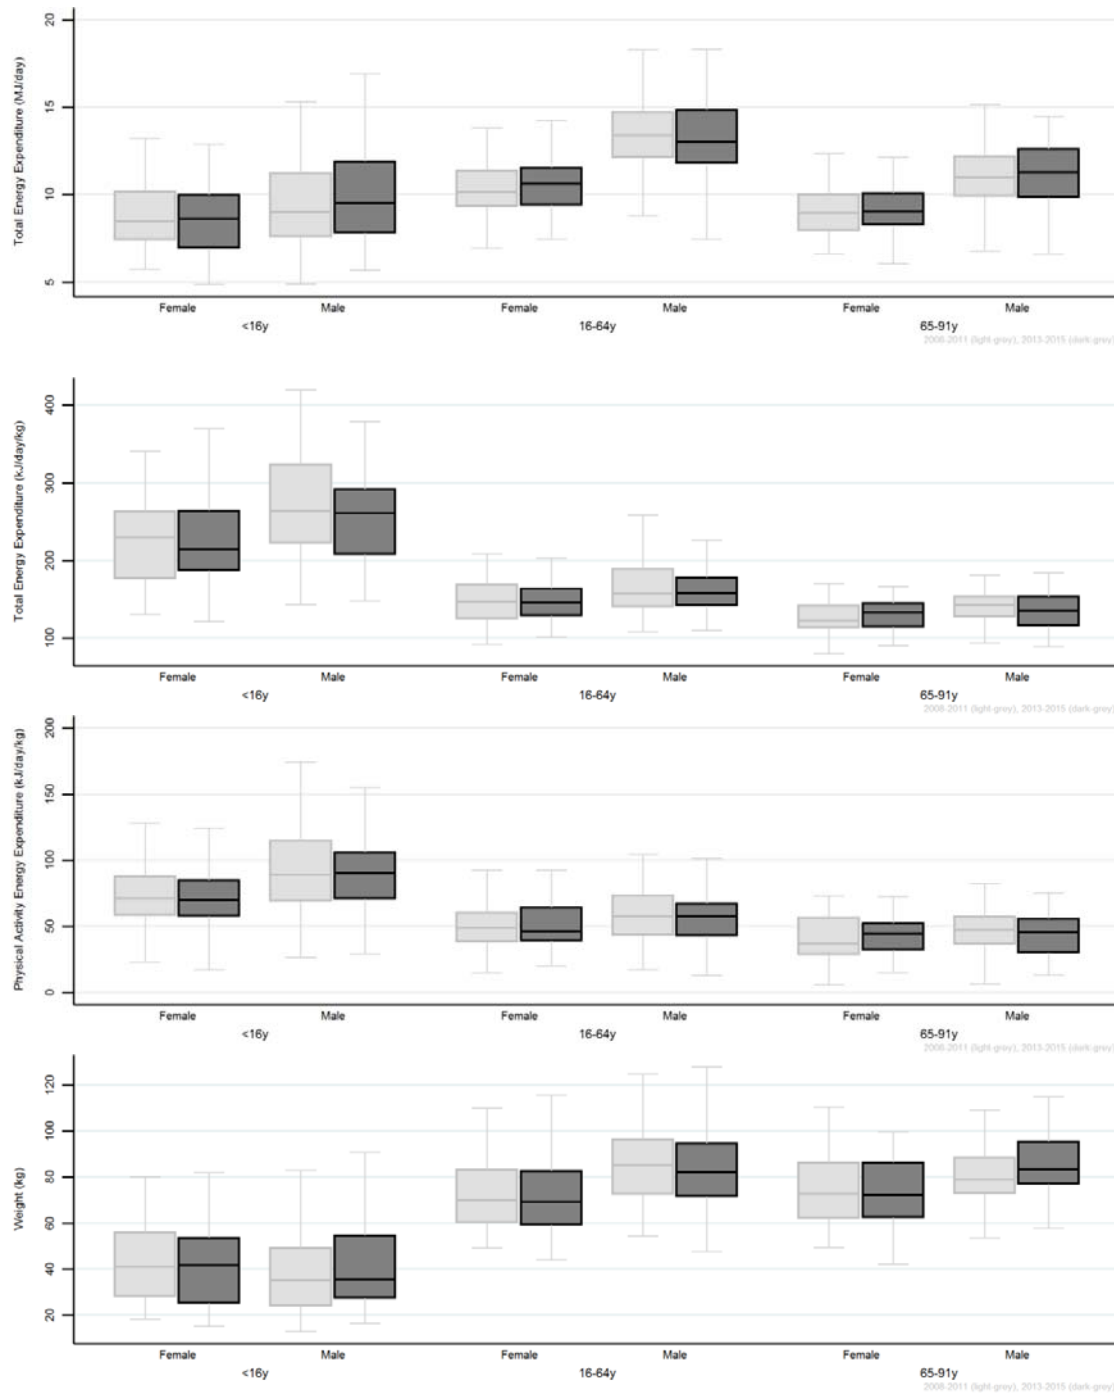 Total Energy Expenditure (MJ/day)
20
15
10
5
Female Male Female Male Female Male
<16y 16-64y 65-91y
2008-2011 (light-grey), 2013-2015 (dark-grey)
Total Energy Expenditure (kJ/day/kg)
400
300
200
100
Female Male Female Male Female Male
<16y 16-64y 65-91y
2008-2011 (light-grey), 2013-2015 (dark-grey)
Physical Activity Energy Expenditure (kJ/day/kg)
200
150
100
50
0
Female Male Female Male Female Male
<16y 16-64y 65-91y
2008-2011 (light-grey), 2013-2015 (dark-grey)
Weight (kg)
120
100
80
60
40
20
Female Male Female Male Female Male
<16y 16-64y 65-91y
2008-2011 (light-grey), 2013-2015 (dark-grey)